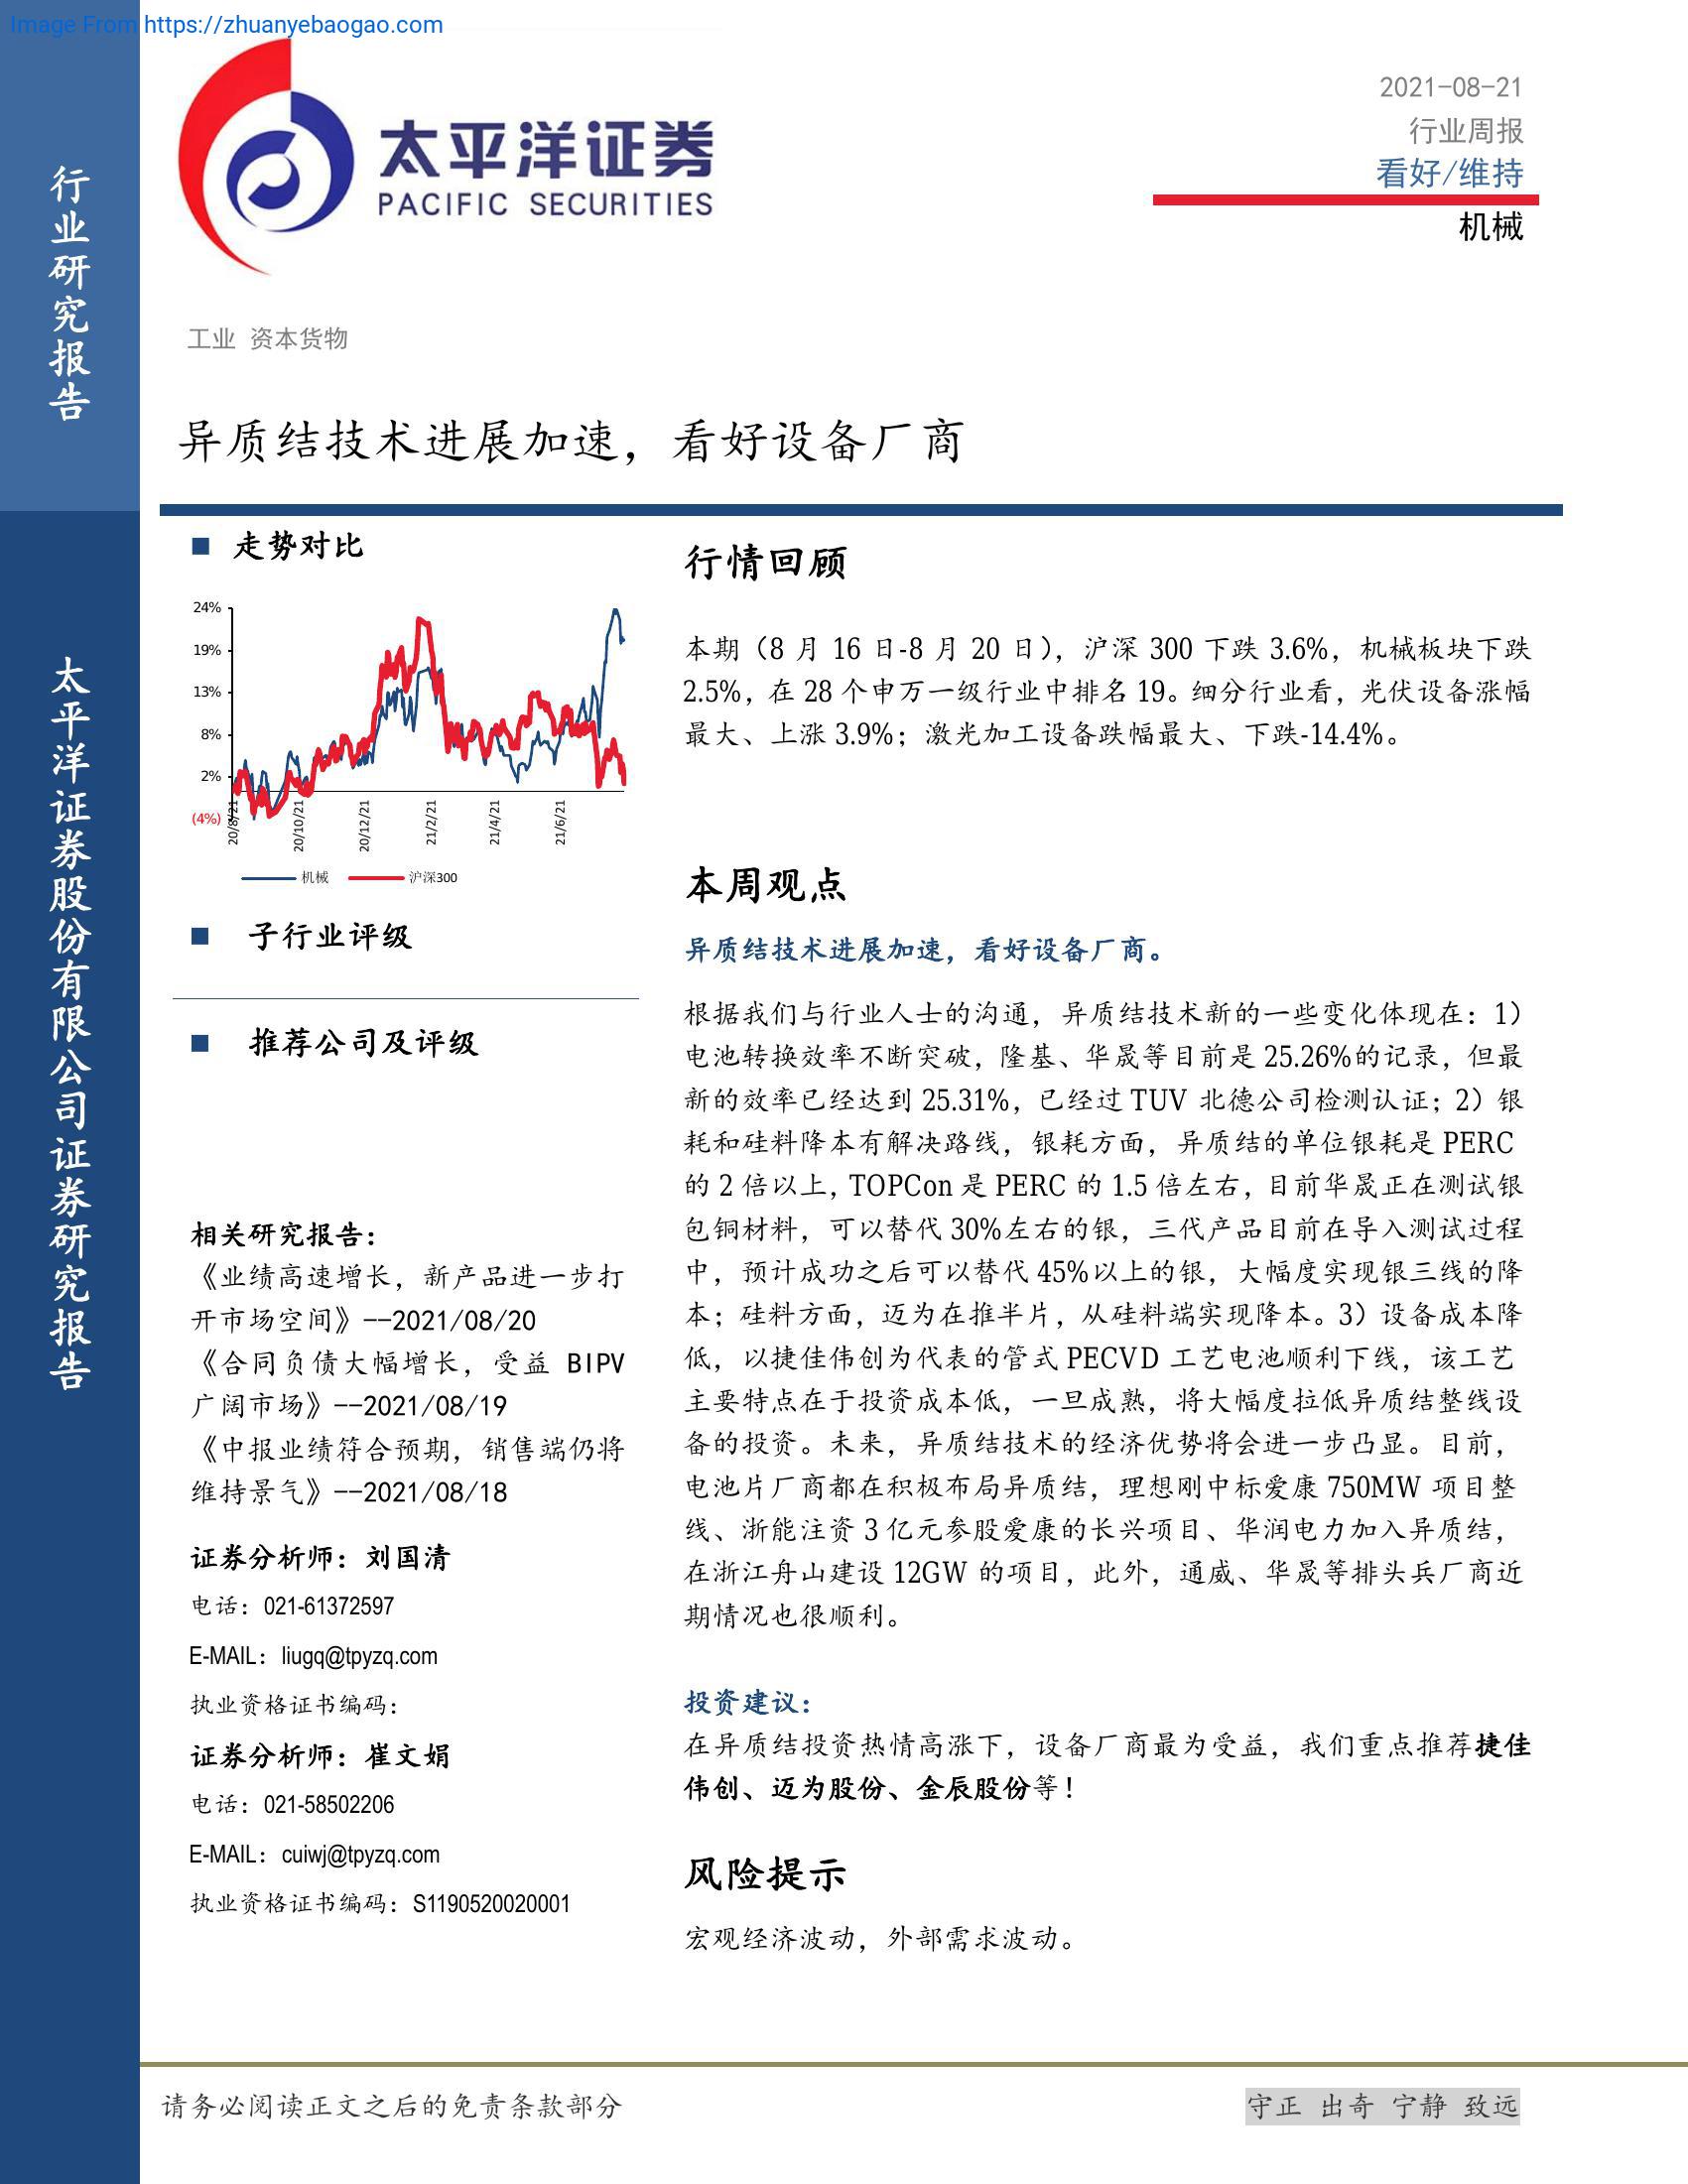 Image From https://zhuanyebaogao.com
行业研究报告
太平洋证券股份有限公司证券研究报告
太平洋证券
PACIFIC SECURITIES
2021-08-21
行业周报
看好/维持
机械
工业 资本货物
异质结技术进展加速，看好设备厂商
■ 走势对比
24%
19%
13%
8%
2%
(4%)
20/8/21
20/10/21
20/12/21
21/2/21
21/4/21
21/6/21
机械 沪深300
■ 子行业评级
■ 推荐公司及评级
相关研究报告：
《业绩高速增长，新产品进一步打
开市场空间》--2021/08/20
《合同负债大幅增长，受益 BIPV
广阔市场》--2021/08/19
《中报业绩符合预期，销售端仍将
维持景气》--2021/08/18
证券分析师：刘国清
电话：021-61372597
E-MAIL：liugq@tpyzq.com
执业资格证书编码：
证券分析师：崔文娟
电话：021-58502206
E-MAIL：cuiwj@tpyzq.com
执业资格证书编码：S1190520020001
行情回顾
本期（8 月 16 日-8 月 20 日），沪深 300 下跌 3.6%，机械板块下跌
2.5%，在 28 个申万一级行业中排名 19。细分行业看，光伏设备涨幅
最大、上涨 3.9%；激光加工设备跌幅最大、下跌-14.4%。
本周观点
异质结技术进展加速，看好设备厂商。
根据我们与行业人士的沟通，异质结技术新的一些变化体现在：1）
电池转换效率不断突破，隆基、华晟等目前是 25.26%的记录，但最
新的效率已经达到 25.31%，已经过 TUV 北德公司检测认证；2）银
耗和硅料降本有解决路线，银耗方面，异质结的单位银耗是 PERC
的 2 倍以上，TOPCon 是 PERC 的 1.5 倍左右，目前华晟正在测试银
包铜材料，可以替代 30%左右的银，三代产品目前在导入测试过程
中，预计成功之后可以替代 45%以上的银，大幅度实现银三线的降
本；硅料方面，迈为在推半片，从硅料端实现降本。3）设备成本降
低，以捷佳伟创为代表的管式 PECVD 工艺电池顺利下线，该工艺
主要特点在于投资成本低，一旦成熟，将大幅度拉低异质结整线设
备的投资。未来，异质结技术的经济优势将会进一步凸显。目前，
电池片厂商都在积极布局异质结，理想刚中标爱康 750MW 项目整
线、浙能注资 3 亿元参股爱康的长兴项目、华润电力加入异质结，
在浙江舟山建设 12GW 的项目，此外，通威、华晟等排头兵厂商近
期情况也很顺利。
投资建议：
在异质结投资热情高涨下，设备厂商最为受益，我们重点推荐捷佳
伟创、迈为股份、金辰股份等！
风险提示
宏观经济波动，外部需求波动。
请务必阅读正文之后的免责条款部分
守正 出奇 宁静 致远